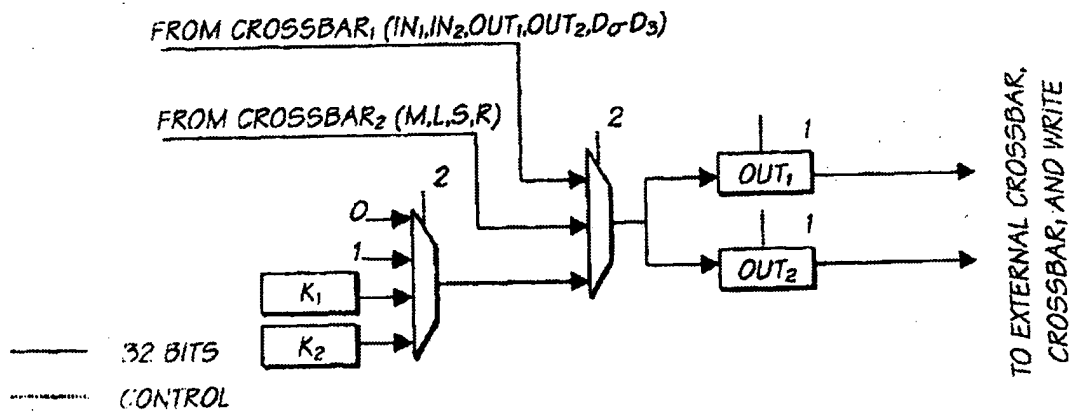 FROM CROSSBAR₁ (IN₁,IN₂,OUT₁,OUT₂,D₀-D₃)
FROM CROSSBAR₂ (M,L,S,R)
2
2
1
OUT₁
0
1
1
OUT₂
K₁
K₂
32 BITS
CONTROL
TO EXTERNAL CROSSBAR,
CROSSBAR₁ AND WRITE